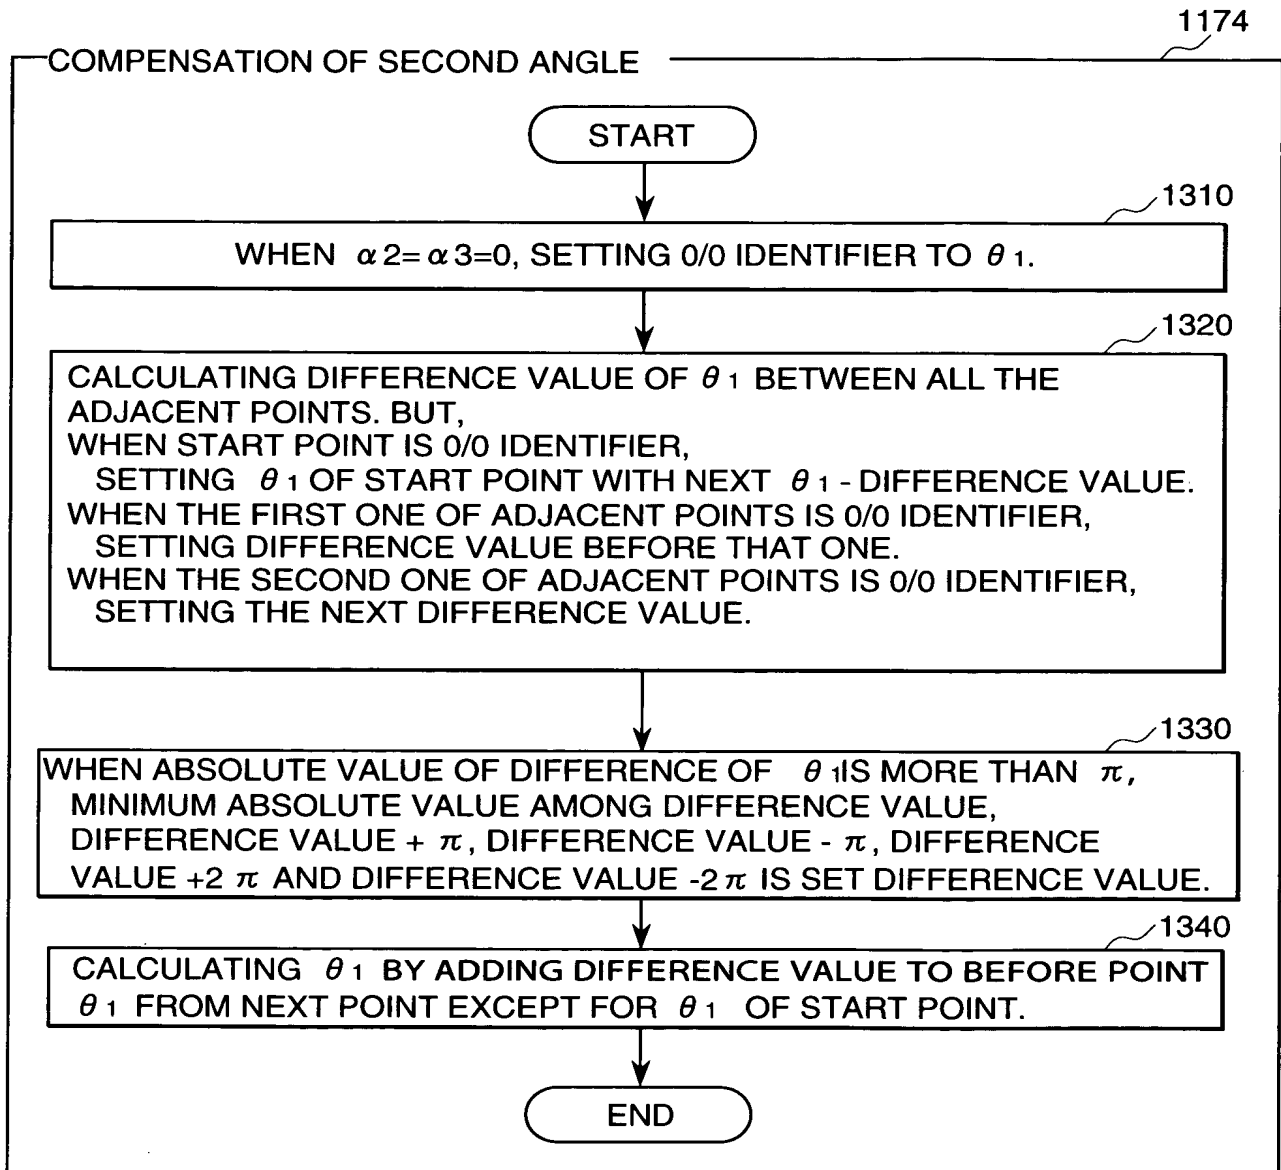 1174
COMPENSATION OF SECOND ANGLE
START
1310
WHEN α2=α3=0, SETTING 0/0 IDENTIFIER TO θ1.
1320
CALCULATING DIFFERENCE VALUE OF θ1 BETWEEN ALL THE
ADJACENT POINTS. BUT,
WHEN START POINT IS 0/0 IDENTIFIER,
SETTING θ1 OF START POINT WITH NEXT θ1 - DIFFERENCE VALUE.
WHEN THE FIRST ONE OF ADJACENT POINTS IS 0/0 IDENTIFIER,
SETTING DIFFERENCE VALUE BEFORE THAT ONE.
WHEN THE SECOND ONE OF ADJACENT POINTS IS 0/0 IDENTIFIER,
SETTING THE NEXT DIFFERENCE VALUE.
1330
WHEN ABSOLUTE VALUE OF DIFFERENCE OF θ1 IS MORE THAN π,
MINIMUM ABSOLUTE VALUE AMONG DIFFERENCE VALUE,
DIFFERENCE VALUE + π, DIFFERENCE VALUE - π, DIFFERENCE
VALUE +2π AND DIFFERENCE VALUE -2π IS SET DIFFERENCE VALUE.
1340
CALCULATING θ1 BY ADDING DIFFERENCE VALUE TO BEFORE POINT
θ1 FROM NEXT POINT EXCEPT FOR θ1 OF START POINT.
END